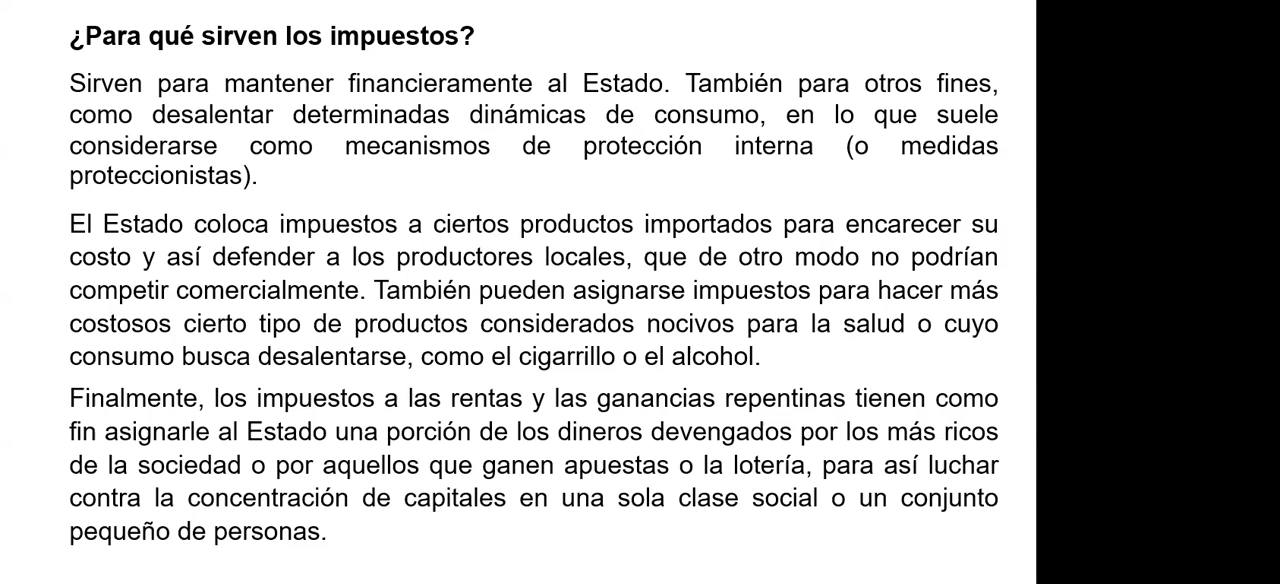 ¿Para qué sirven los impuestos?
Sirven para mantener financieramente al Estado. También para otros fines,
como desalentar determinadas dinámicas de consumo, en lo que suele
considerarse como mecanismos de protección interna (o medidas
proteccionistas).
El Estado coloca impuestos a ciertos productos importados para encarecer su
costo y así defender a los productores locales, que de otro modo no podrían
competir comercialmente. También pueden asignarse impuestos para hacer más
costosos cierto tipo de productos considerados nocivos para la salud o cuyo
consumo busca desalentarse, como el cigarrillo o el alcohol.
Finalmente, los impuestos a las rentas y las ganancias repentinas tienen como
fin asignarle al Estado una porción de los dineros devengados por los más ricos
de la sociedad o por aquellos que ganen apuestas o la lotería, para así luchar
contra la concentración de capitales en una sola clase social o un conjunto
pequeño de personas.